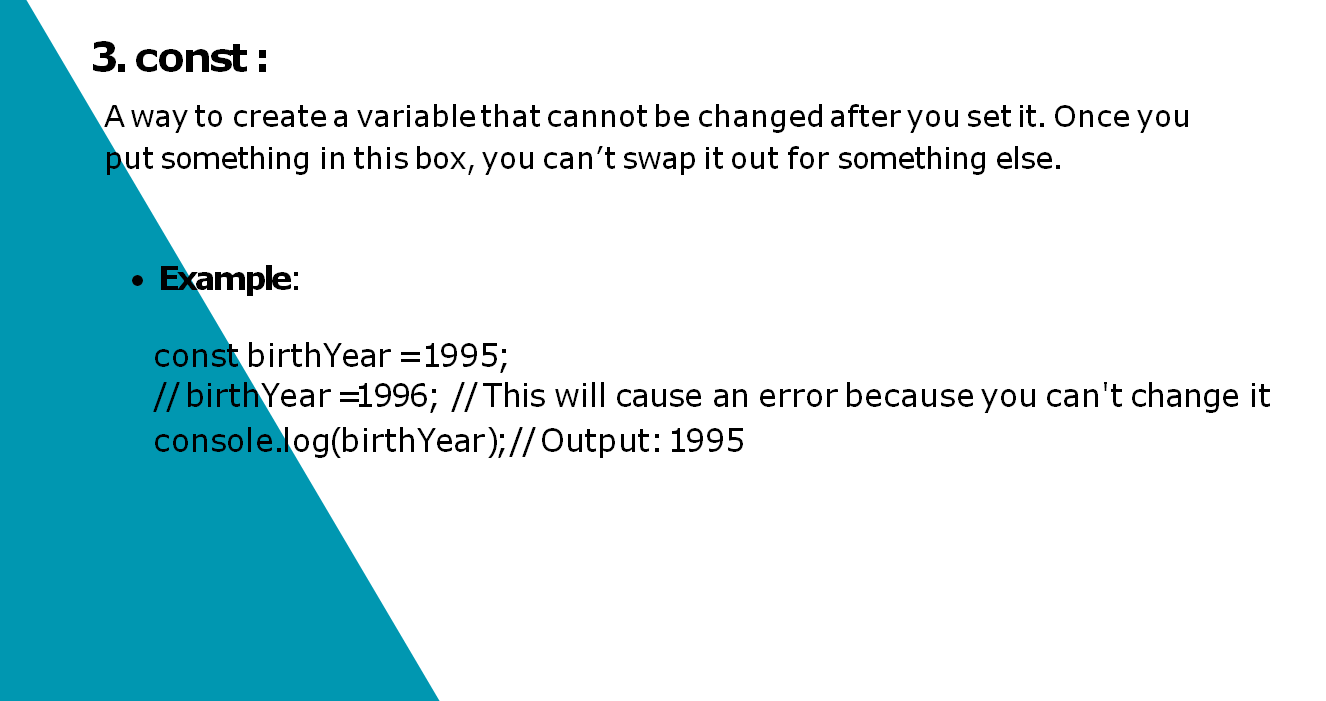 3. const :
A way to create a variable that cannot be changed after you set it. Once you
put something in this box, you can’t swap it out for something else.
• Example:
const birthYear = 1995;
// birthYear = 1996; // This will cause an error because you can't change it
console.log(birthYear); // Output: 1995